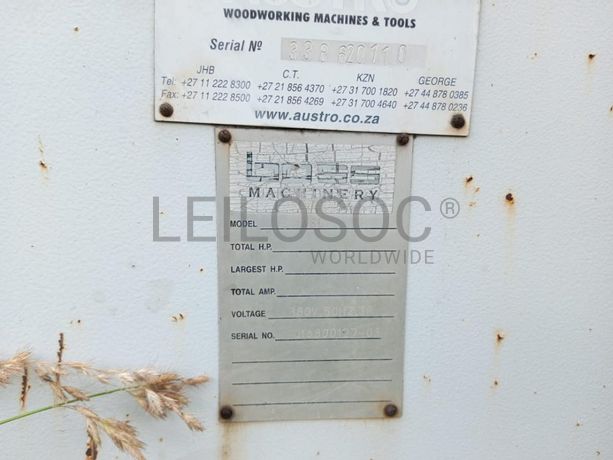 AUSTRO
WOODWORKING MACHINES & TOOLS
Serial Nº
JHB C.T. KZN GEORGE
Tel: +27 11 222 8300 +27 21 856 4370 +27 31 700 1820 +27 44 878 0385
Fax: +27 11 222 8500 +27 21 856 4269 +27 31 700 4640 +27 44 878 0236
www.austro.co.za
MACHINERY
LEILOSOC®
WORLDWIDE
MODEL
TOTAL H.P.
LARGEST H.P.
TOTAL AMP.
VOLTAGE 380V 50HZ
SERIAL NO.